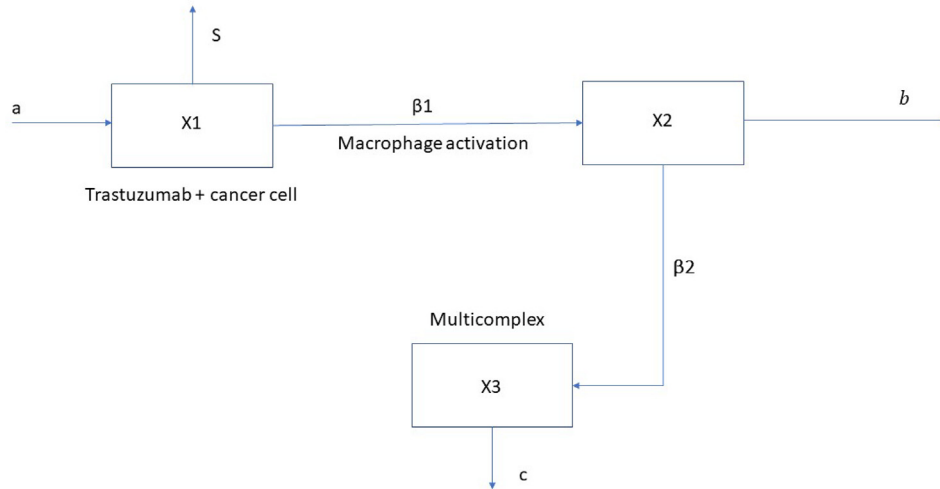 S
a
X1
β1
Macrophage activation
X2
b
Trastuzumab + cancer cell
β2
Multicomplex
X3
c